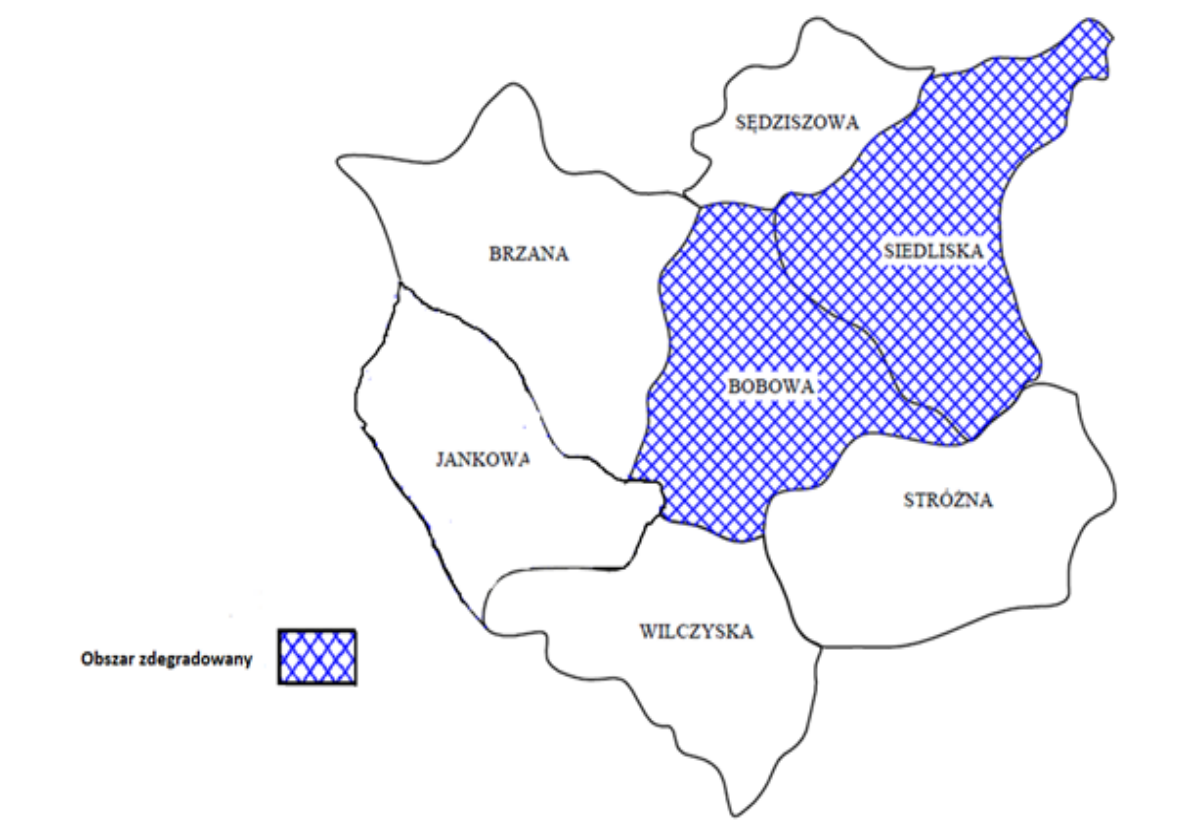 SĘDZISZOWA
BRZANA
SIEDLISKA
BOBOWA
JANKOWA
STRÓŻNA
WILCZYSKA
Obszar zdegradowany